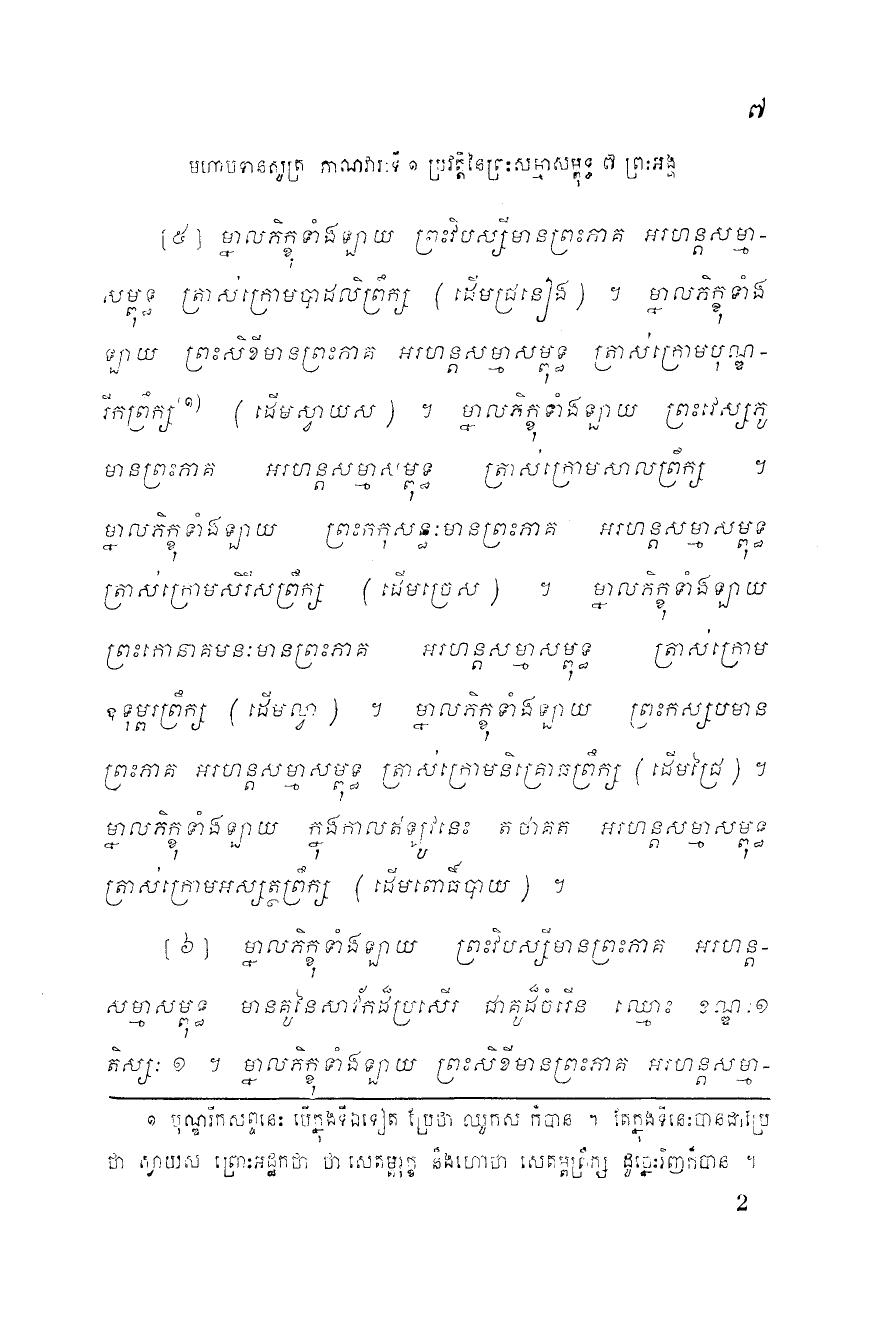 ៧
មហាបទានសូត្រ ភាណវារៈទី ១ ប្រវត្តិនៃព្រះសម្មាសម្ពុទ្ធ ៧ ព្រះអង្គ
[៥] ម្នាលភិក្ខុទាំងឡាយ ព្រះវិបស្សីមានព្រះភាគ អរហន្តសម្មា-
សម្ពុទ្ធ ត្រាស់ក្រោមបាដលិព្រឹក្ស (ដើមជ្រនៀង) ។ ម្នាលភិក្ខុទាំង
ឡាយ ព្រះសិខីមានព្រះភាគ អរហន្តសម្មាសម្ពុទ្ធ ត្រាស់ក្រោមបុណ្ឌ-
រីកព្រឹក្ស(១) (ដើមស្វាយស) ។ ម្នាលភិក្ខុទាំងឡាយ ព្រះវេស្សភូ
មានព្រះភាគ អរហន្តសម្មាសម្ពុទ្ធ ត្រាស់ក្រោមសាលព្រឹក្ស ។
ម្នាលភិក្ខុទាំងឡាយ ព្រះកកុសន្ធៈមានព្រះភាគ អរហន្តសម្មាសម្ពុទ្ធ
ត្រាស់ក្រោមសិរីសព្រឹក្ស (ដើមច្រេស) ។ ម្នាលភិក្ខុទាំងឡាយ
ព្រះកោនាគមនៈមានព្រះភាគ អរហន្តសម្មាសម្ពុទ្ធ ត្រាស់ក្រោម
ឧទុម្ពរព្រឹក្ស (ដើមល្វា) ។ ម្នាលភិក្ខុទាំងឡាយ ព្រះកស្សបមាន
ព្រះភាគ អរហន្តសម្មាសម្ពុទ្ធ ត្រាស់ក្រោមនិគ្រោធព្រឹក្ស (ដើមជ្រៃ) ។
ម្នាលភិក្ខុទាំងឡាយ ក្នុងកាលឥឡូវនេះ តថាគត អរហន្តសម្មាសម្ពុទ្ធ
ត្រាស់ក្រោមអស្សត្ថព្រឹក្ស (ដើមពោធិ៍បាយ) ។
[៦] ម្នាលភិក្ខុទាំងឡាយ ព្រះវិបស្សីមានព្រះភាគ អរហន្ត-
សម្មាសម្ពុទ្ធ មានគូនៃសាវ័កដ៏ប្រសើរ ជាគូដ៏ចំរើន ឈ្មោះ ខណ្ឌៈ១
តិស្សៈ ១ ។ ម្នាលភិក្ខុទាំងឡាយ ព្រះសិខីមានព្រះភាគ អរហន្តសម្មា-
១ បុណ្ឌរីកសព្ទនេះ បើក្នុងទីឯទៀត ប្រែថា ឈូកស ក៏បាន ។ តែក្នុងទីនេះបានជាប្រែ
ថា ស្វាយស ព្រោះអដ្ឋកថា ថា សេតម្ពរុក្ខ នឹងហៅថា សេតម្ពព្រឹក្ស ដូច្នេះវិញក៏បាន ។
2